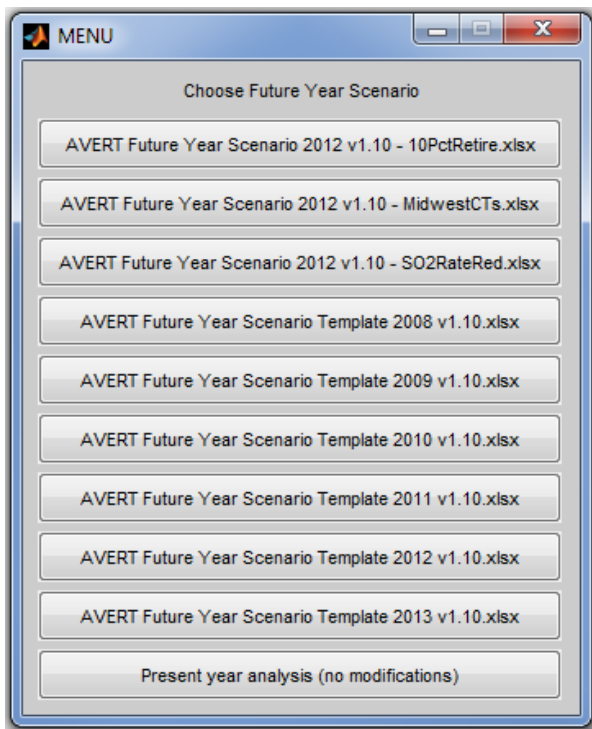 MENU
Choose Future Year Scenario
AVERT Future Year Scenario 2012 v1.10 - 10PctRetire.xlsx
AVERT Future Year Scenario 2012 v1.10 - MidwestCTs.xlsx
AVERT Future Year Scenario 2012 v1.10 - SO2RateRed.xlsx
AVERT Future Year Scenario Template 2008 v1.10.xlsx
AVERT Future Year Scenario Template 2009 v1.10.xlsx
AVERT Future Year Scenario Template 2010 v1.10.xlsx
AVERT Future Year Scenario Template 2011 v1.10.xlsx
AVERT Future Year Scenario Template 2012 v1.10.xlsx
AVERT Future Year Scenario Template 2013 v1.10.xlsx
Present year analysis (no modifications)